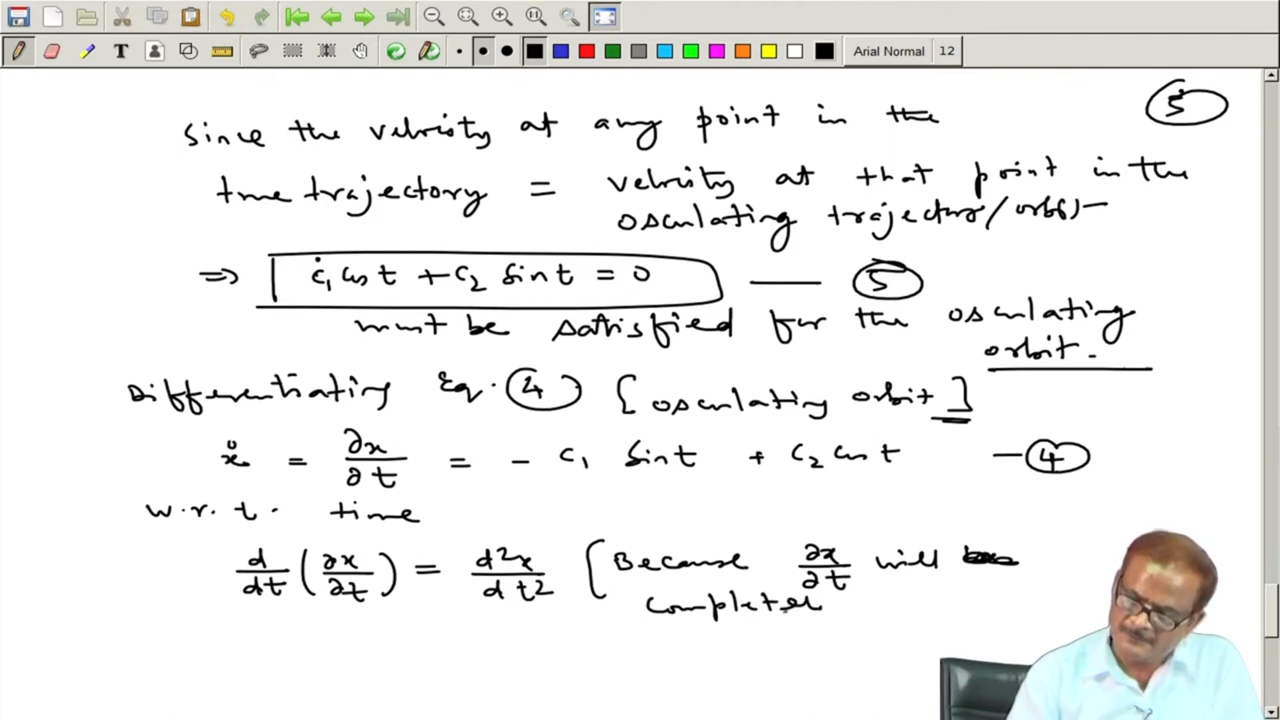 Arial Normal 12
5
Since the velocity at any point in the
true trajectory = velocity at that point in the
osculating trajectory/orbit
⇒ ċ₁ cos t + c₂ sin t = 0 — 5
must be satisfied for the osculating
orbit.
Differentiating Eq. 4 [osculating orbit]
ẋ = ∂x/∂t = - c₁ sin t + c₂ cos t — 4
w.r.t. time
d/dt (∂x/∂t) = d²x/dt² [Because ∂x/∂t will
completes